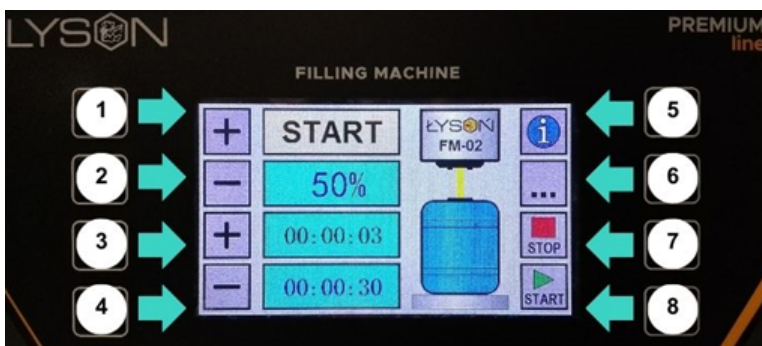 LYSON
PREMIUM
line
FILLING MACHINE
1
+
START
ŁYSON
FM-02
i
5
2
−
50%
...
6
3
+
00:00:03
STOP
7
4
−
00:00:30
START
8